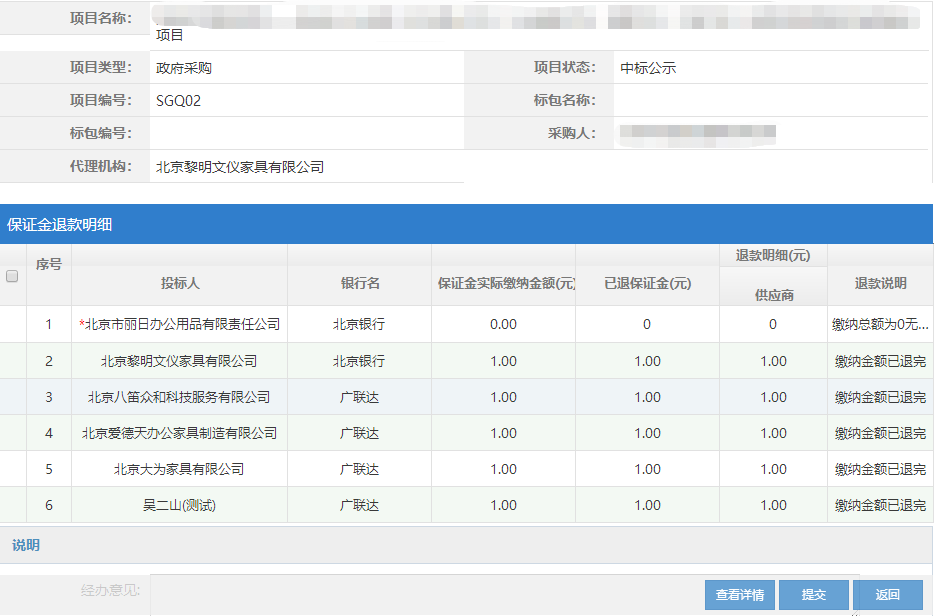 项目名称：
项目
项目类型： 政府采购 项目状态： 中标公示
项目编号： SGQ02 标包名称：
标包编号： 采购人：
代理机构： 北京黎明文仪家具有限公司
保证金退款明细
序号 投标人 银行名 保证金实际缴纳金额(元) 已退保证金(元) 退款明细(元) 退款说明
供应商
1 *北京市丽日办公用品有限责任公司 北京银行 0.00 0 0 缴纳总额为0无...
2 北京黎明文仪家具有限公司 北京银行 1.00 1.00 1.00 缴纳金额已退完
3 北京八笛众和科技服务有限公司 广联达 1.00 1.00 1.00 缴纳金额已退完
4 北京爱德天办公家具制造有限公司 广联达 1.00 1.00 1.00 缴纳金额已退完
5 北京大为家具有限公司 广联达 1.00 1.00 1.00 缴纳金额已退完
6 吴二山(测试) 广联达 1.00 1.00 1.00 缴纳金额已退完
说明
经办意见:
查看详情 提交 返回